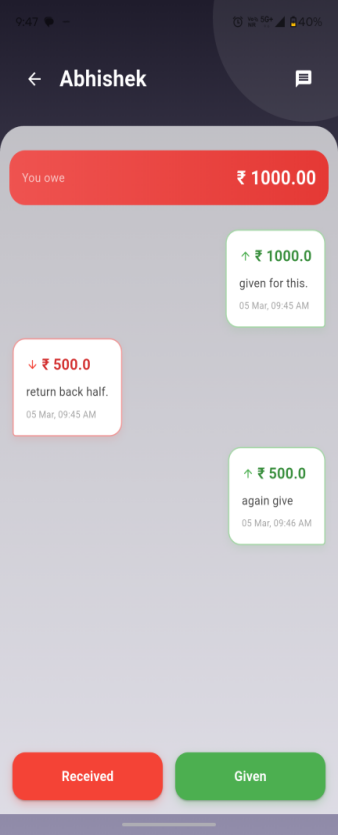 9:47
5G+
40%
Abhishek
You owe
₹ 1000.00
↑ ₹ 1000.0
given for this.
05 Mar, 09:45 AM
↓ ₹ 500.0
return back half.
05 Mar, 09:45 AM
↑ ₹ 500.0
again give
05 Mar, 09:46 AM
Received
Given